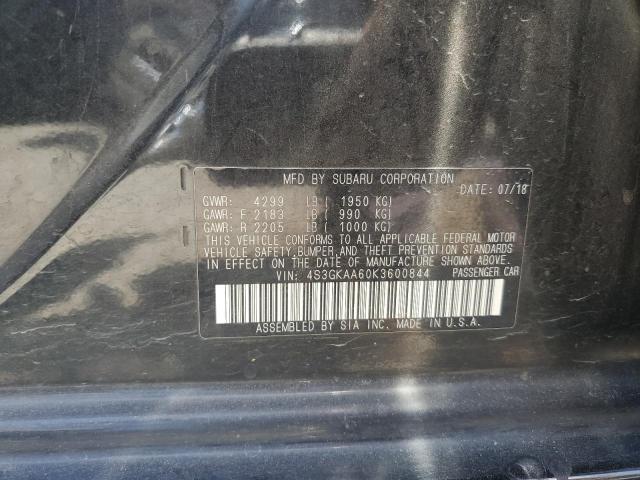 MFD BY SUBARU CORPORATION
DATE: 07/18
GVWR: 4299 LB ( 1950 KG)
GAWR: F 2183 LB ( 990 KG)
GAWR: R 2205 LB ( 1000 KG)
THIS VEHICLE CONFORMS TO ALL APPLICABLE FEDERAL MOTOR
VEHICLE SAFETY, BUMPER, AND THEFT PREVENTION STANDARDS
IN EFFECT ON THE DATE OF MANUFACTURE SHOWN ABOVE.
VIN: 4S3GKAA60K3600844 PASSENGER CAR
ASSEMBLED BY SIA INC. MADE IN U.S.A.